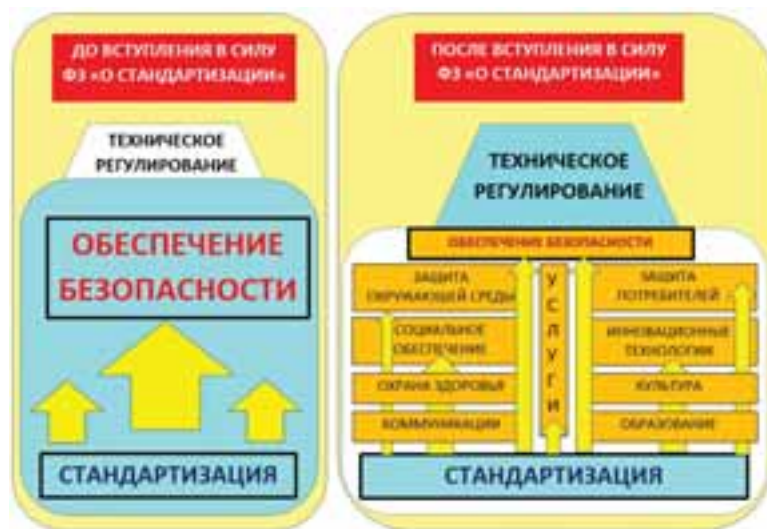 ДО ВСТУПЛЕНИЯ В СИЛУ
ФЗ «О СТАНДАРТИЗАЦИИ»
ТЕХНИЧЕСКОЕ
РЕГУЛИРОВАНИЕ
ОБЕСПЕЧЕНИЕ
БЕЗОПАСНОСТИ
СТАНДАРТИЗАЦИЯ
ПОСЛЕ ВСТУПЛЕНИЯ В СИЛУ
ФЗ «О СТАНДАРТИЗАЦИИ»
ТЕХНИЧЕСКОЕ
РЕГУЛИРОВАНИЕ
ОБЕСПЕЧЕНИЕ БЕЗОПАСНОСТИ
ЗАЩИТА
ОКРУЖАЮЩЕЙ СРЕДЫ
СОЦИАЛЬНОЕ
ОБЕСПЕЧЕНИЕ
ОХРАНА ЗДОРОВЬЯ
КОММУНИКАЦИИ
УСЛУГИ
ЗАЩИТА
ПОТРЕБИТЕЛЕЙ
ИННОВАЦИОННЫЕ
ТЕХНОЛОГИИ
КУЛЬТУРА
ОБРАЗОВАНИЕ
СТАНДАРТИЗАЦИЯ